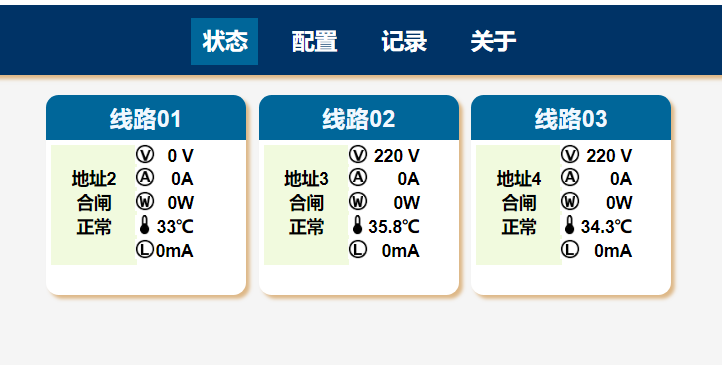 状态 配置 记录 关于
线路01
地址2
合闸
正常
Ⓥ 0 V
Ⓐ 0A
Ⓦ 0W
33℃
Ⓛ 0mA
线路02
地址3
合闸
正常
Ⓥ 220 V
Ⓐ 0A
Ⓦ 0W
35.8℃
Ⓛ 0mA
线路03
地址4
合闸
正常
Ⓥ 220 V
Ⓐ 0A
Ⓦ 0W
34.3℃
Ⓛ 0mA